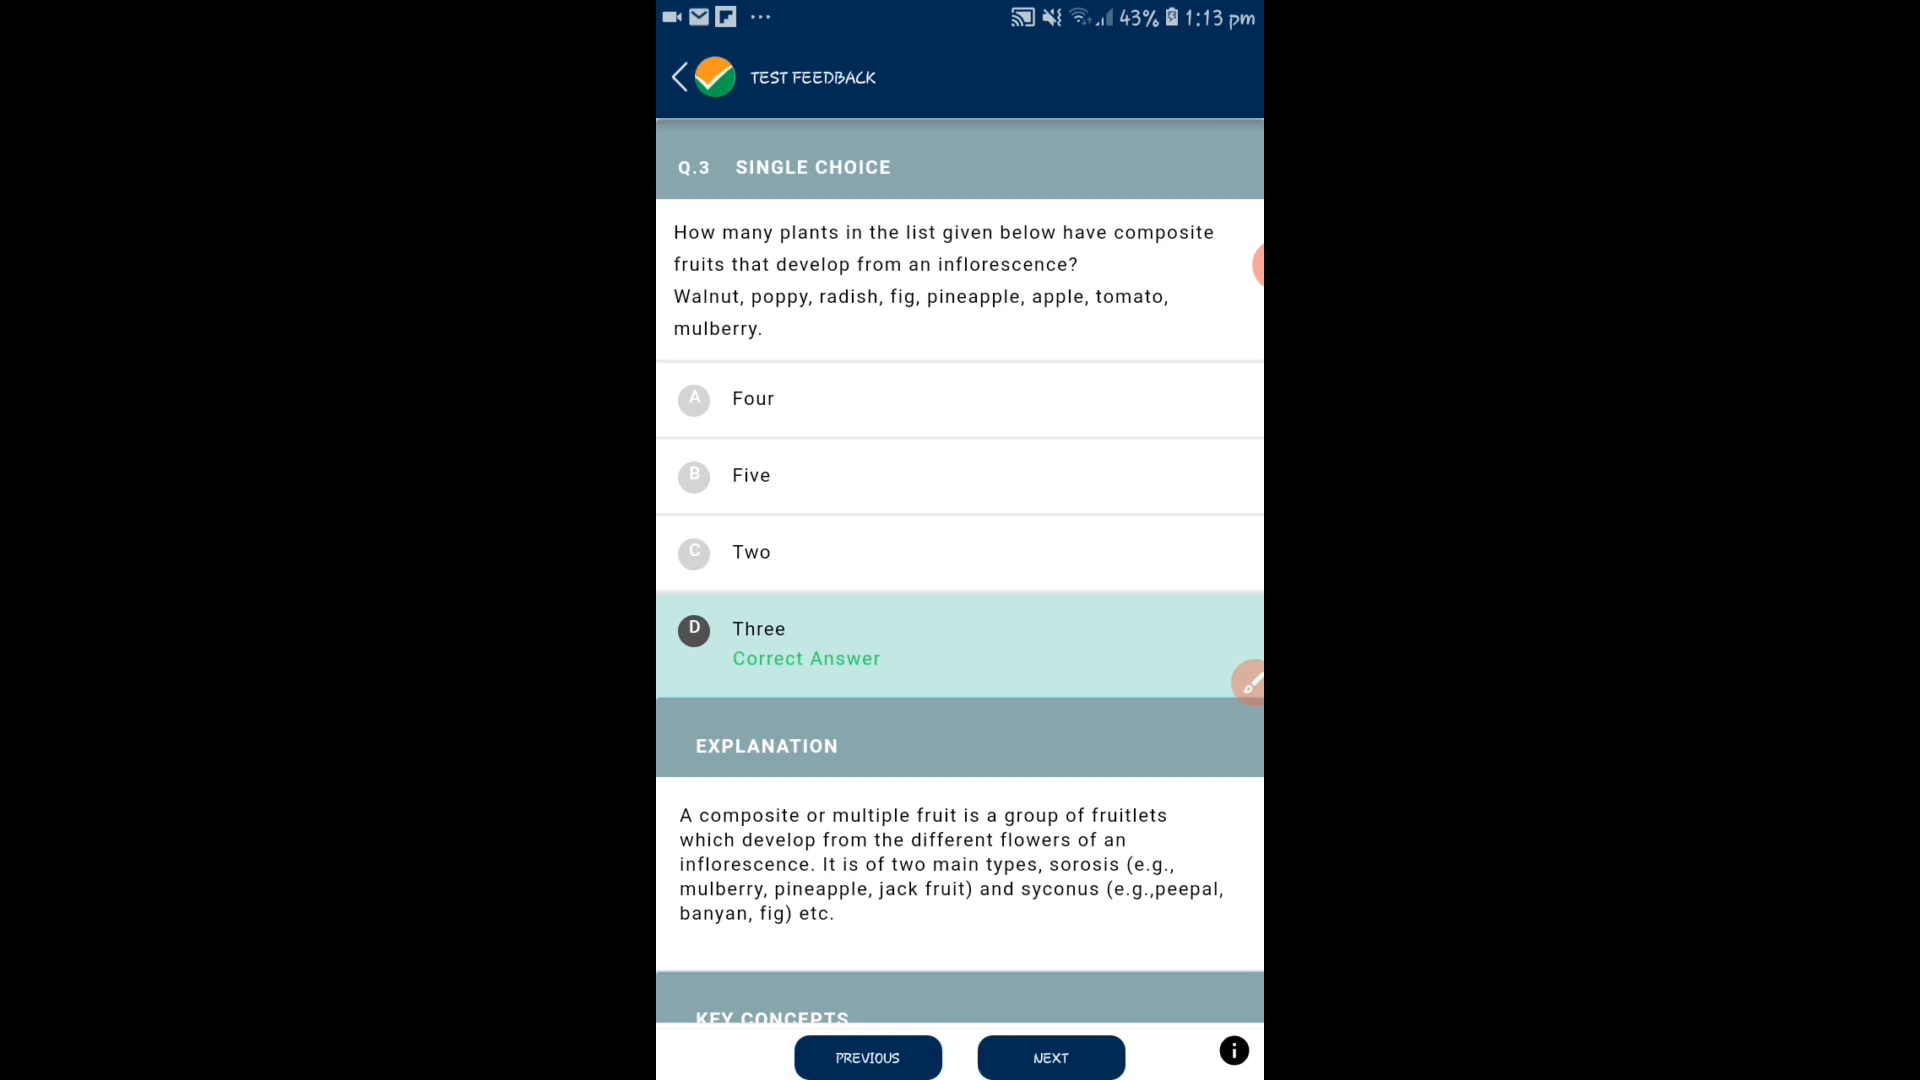 43% 1:13 pm
TEST FEEDBACK
Q.3 SINGLE CHOICE
How many plants in the list given below have composite
fruits that develop from an inflorescence?
Walnut, poppy, radish, fig, pineapple, apple, tomato,
mulberry.
A Four
B Five
C Two
D Three
Correct Answer
EXPLANATION
A composite or multiple fruit is a group of fruitlets
which develop from the different flowers of an
inflorescence. It is of two main types, sorosis (e.g.,
mulberry, pineapple, jack fruit) and syconus (e.g.,peepal,
banyan, fig) etc.
KEY CONCEPTS
PREVIOUS NEXT